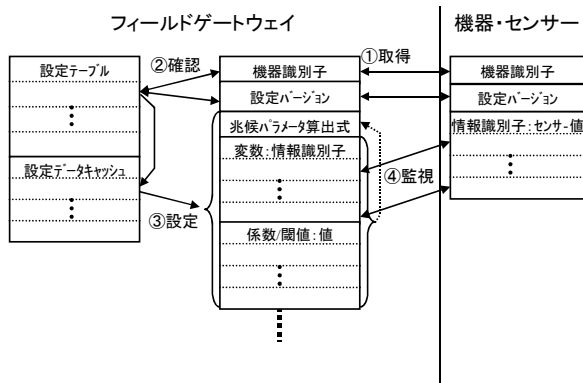 フィールドゲートウェイ
機器・センサー
設定テーブル
②確認
機器識別子
①取得
機器識別子
設定バージョン
設定バージョン
兆候パラメータ算出式
情報識別子:センサー値
変数:情報識別子
設定データキャッシュ
④監視
③設定
係数/閾値:値